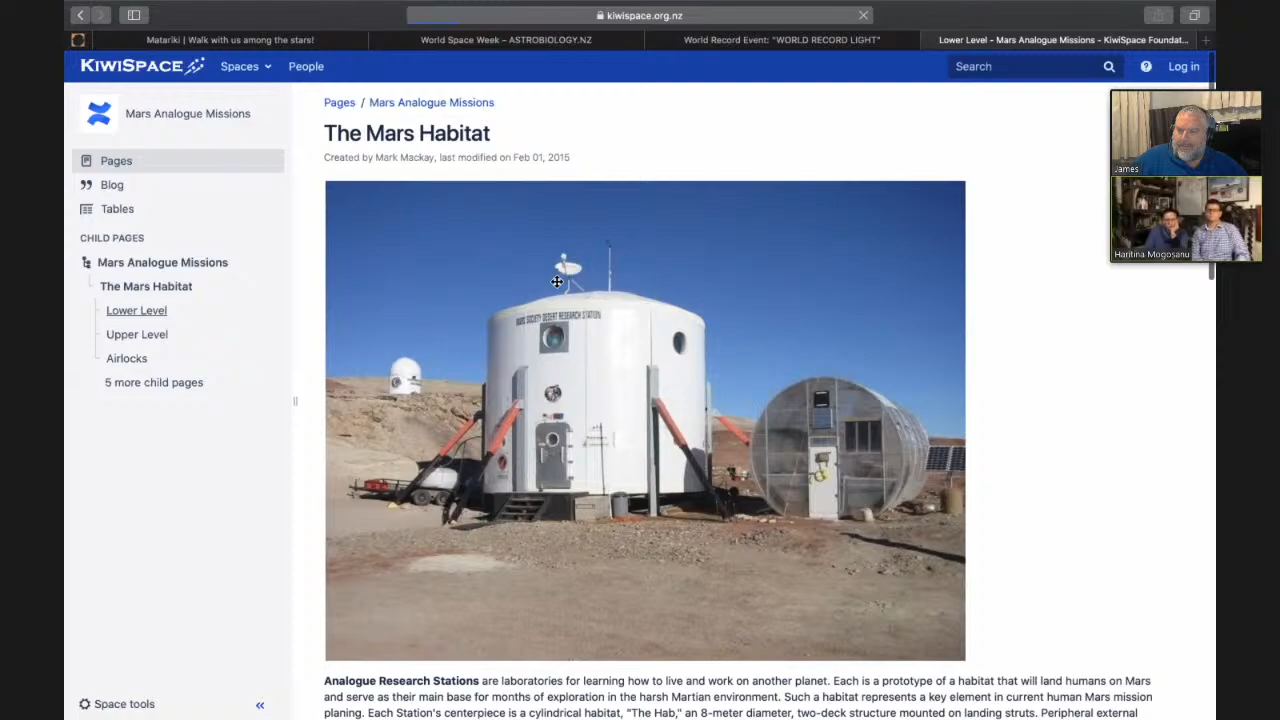 kiwispace.org.nz
Matariki | Walk with us among the stars!
World Space Week – ASTROBIOLOGY.NZ
World Record Event: "WORLD RECORD LIGHT"
Lower Level - Mars Analogue Missions - KiwiSpace Foundat...
KIWISPACE
Spaces
People
Search
Log in
Mars Analogue Missions
Pages
Blog
Tables
CHILD PAGES
Mars Analogue Missions
The Mars Habitat
Lower Level
Upper Level
Airlocks
5 more child pages
Space tools
Pages / Mars Analogue Missions
The Mars Habitat
Created by Mark Mackay, last modified on Feb 01, 2015
MARS SOCIETY DESERT RESEARCH STATION
Analogue Research Stations are laboratories for learning how to live and work on another planet. Each is a prototype of a habitat that will land humans on Mars
and serve as their main base for months of exploration in the harsh Martian environment. Such a habitat represents a key element in current human Mars mission
planing. Each Station's centerpiece is a cylindrical habitat, "The Hab," an 8-meter diameter, two-deck structure mounted on landing struts. Peripheral external
James
Haritina Mogosanu